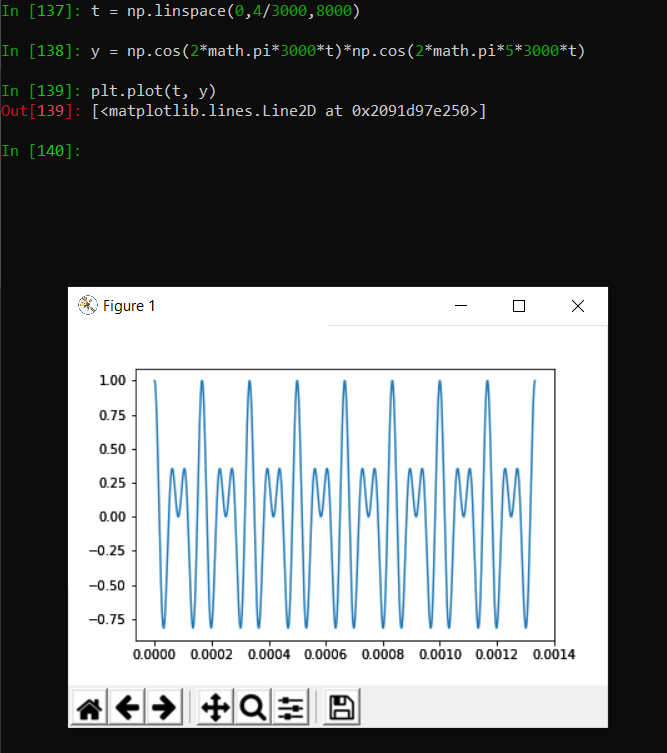 In [137]: t = np.linspace(0,4/3000,8000)
In [138]: y = np.cos(2*math.pi*3000*t)*np.cos(2*math.pi*5*3000*t)
In [139]: plt.plot(t, y)
Out[139]: [<matplotlib.lines.Line2D at 0x2091d97e250>]
In [140]:
Figure 1
1.00
0.75
0.50
0.25
0.00
−0.25
−0.50
−0.75
0.0000 0.0002 0.0004 0.0006 0.0008 0.0010 0.0012 0.0014